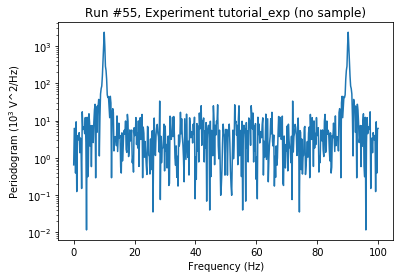 Run #55, Experiment tutorial_exp (no sample)
Periodogram (10³ V^2/Hz)
10³
10²
10¹
10⁰
10⁻¹
10⁻²
0 20 40 60 80 100
Frequency (Hz)